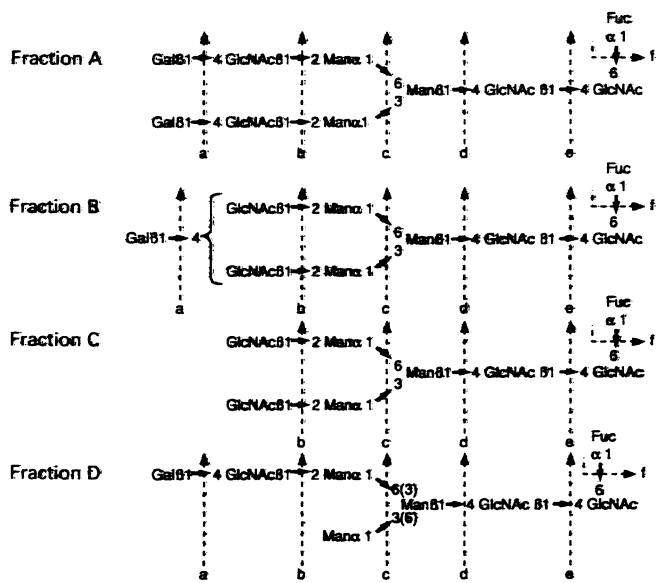 Fuc
α 1
Fraction A Galβ1 4 GlcNAcβ1 2 Manα 1
6 f
6
Manβ1 4 GlcNAc β1 4 GlcNAc
3
Galβ1 4 GlcNAcβ1 2 Manα 1
a b c d e
Fuc
α 1
Fraction B GlcNAcβ1 2 Manα 1
6 f
6
Galβ1 4 Manβ1 4 GlcNAc β1 4 GlcNAc
3
GlcNAcβ1 2 Manα 1
a b c d e
Fuc
α 1
Fraction C GlcNAcβ1 2 Manα 1
6 f
6
Manβ1 4 GlcNAc β1 4 GlcNAc
3
GlcNAcβ1 2 Manα 1
b c d e
Fuc
α 1
Fraction D Galβ1 4 GlcNAcβ1 2 Manα 1
6 f
6(3)
Manβ1 4 GlcNAc β1 4 GlcNAc
3(6)
Manα 1
a b c d e